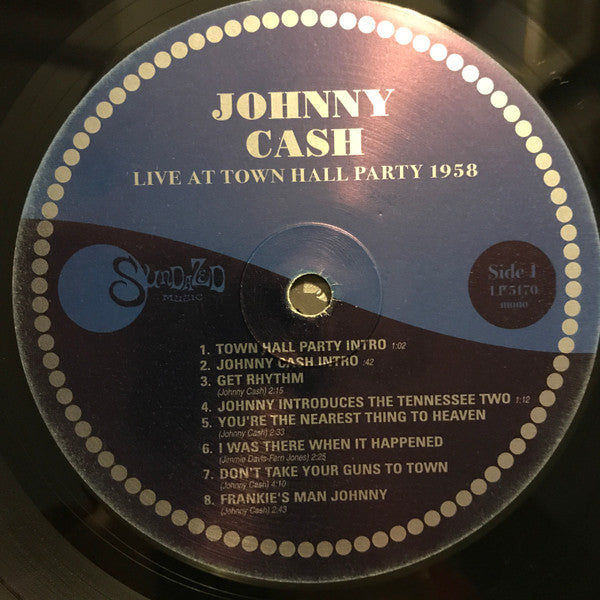 JOHNNY
CASH
LIVE AT TOWN HALL PARTY 1958
SUNDAZED
MUSIC
Side 1
LP 5170
mono
1. TOWN HALL PARTY INTRO 1:02
2. JOHNNY CASH INTRO :42
3. GET RHYTHM
(Johnny Cash) 2:15
4. JOHNNY INTRODUCES THE TENNESSEE TWO 1:12
5. YOU'RE THE NEAREST THING TO HEAVEN
(Johnny Cash) 2:33
6. I WAS THERE WHEN IT HAPPENED
(Jimmie Davis-Fern Jones) 2:25
7. DON'T TAKE YOUR GUNS TO TOWN
(Johnny Cash) 4:10
8. FRANKIE'S MAN JOHNNY
(Johnny Cash) 2:43